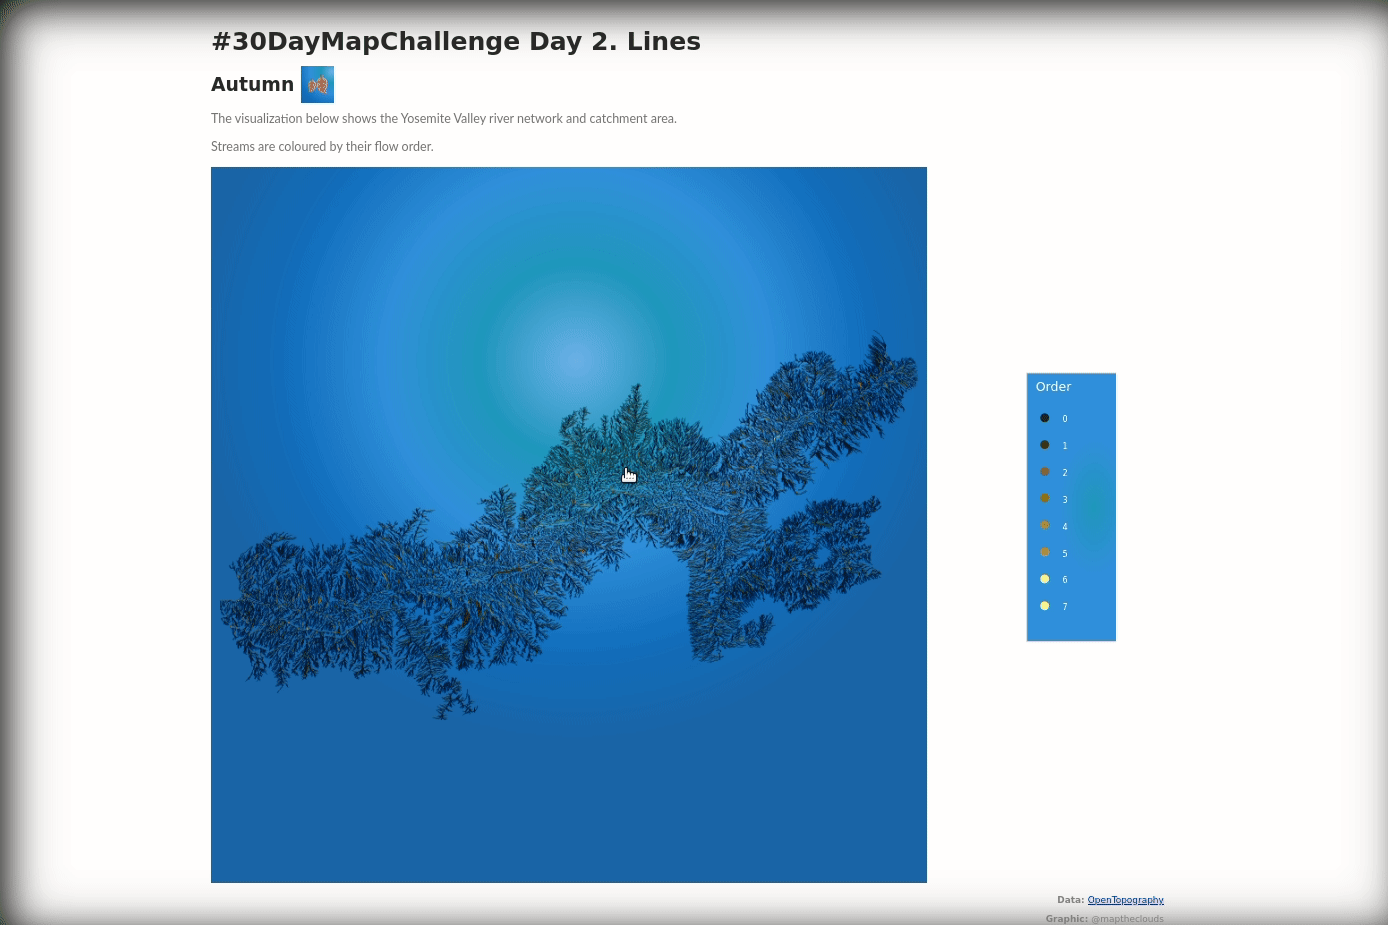 #30DayMapChallenge Day 2. Lines
Autumn
The visualization below shows the Yosemite Valley river network and catchment area.
Streams are coloured by their flow order.
Order
0
1
2
3
4
5
6
7
Data: OpenTopography
Graphic: @maptheclouds